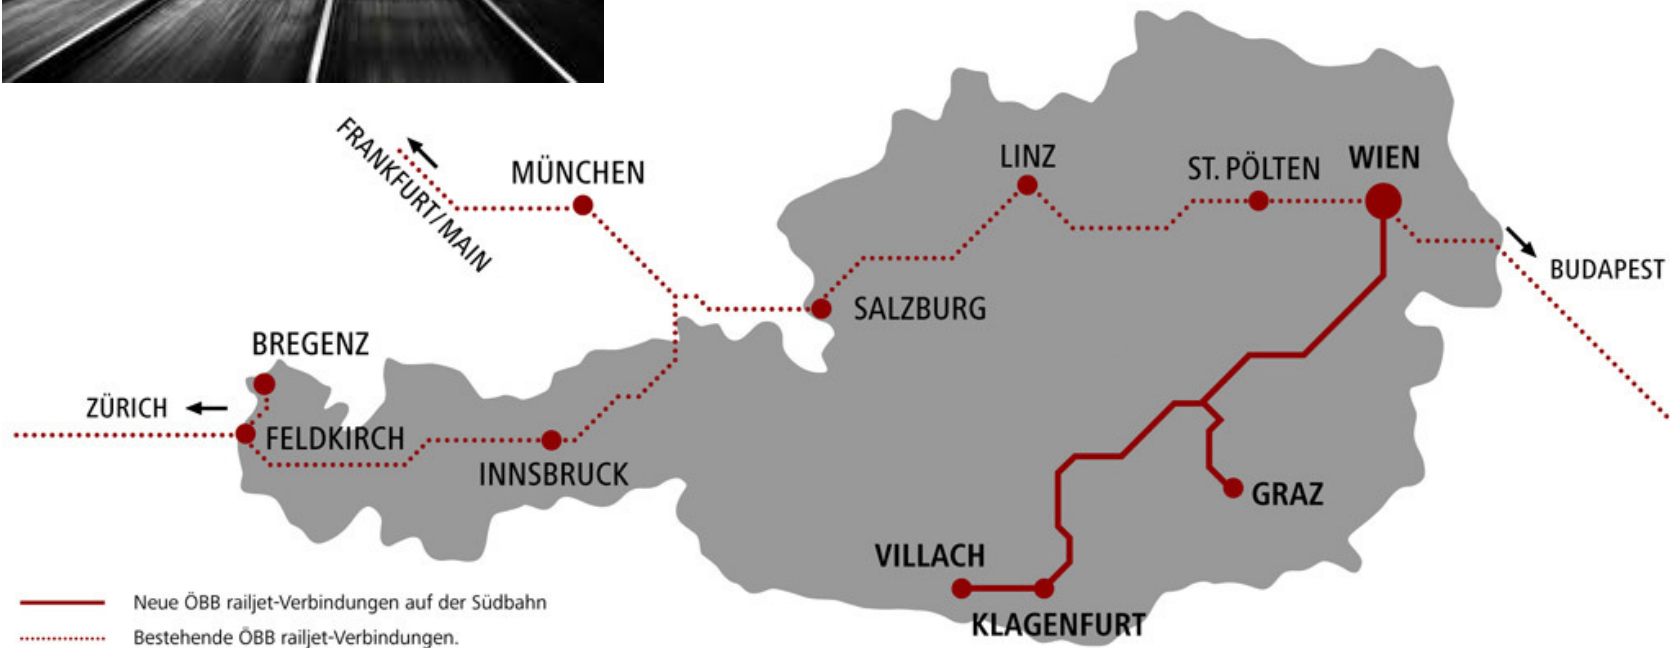 FRANKFURT/MAIN
MÜNCHEN
LINZ
ST. PÖLTEN
WIEN
BUDAPEST
SALZBURG
BREGENZ
ZÜRICH
FELDKIRCH
INNSBRUCK
GRAZ
VILLACH
KLAGENFURT
Neue ÖBB railjet-Verbindungen auf der Südbahn
Bestehende ÖBB railjet-Verbindungen.